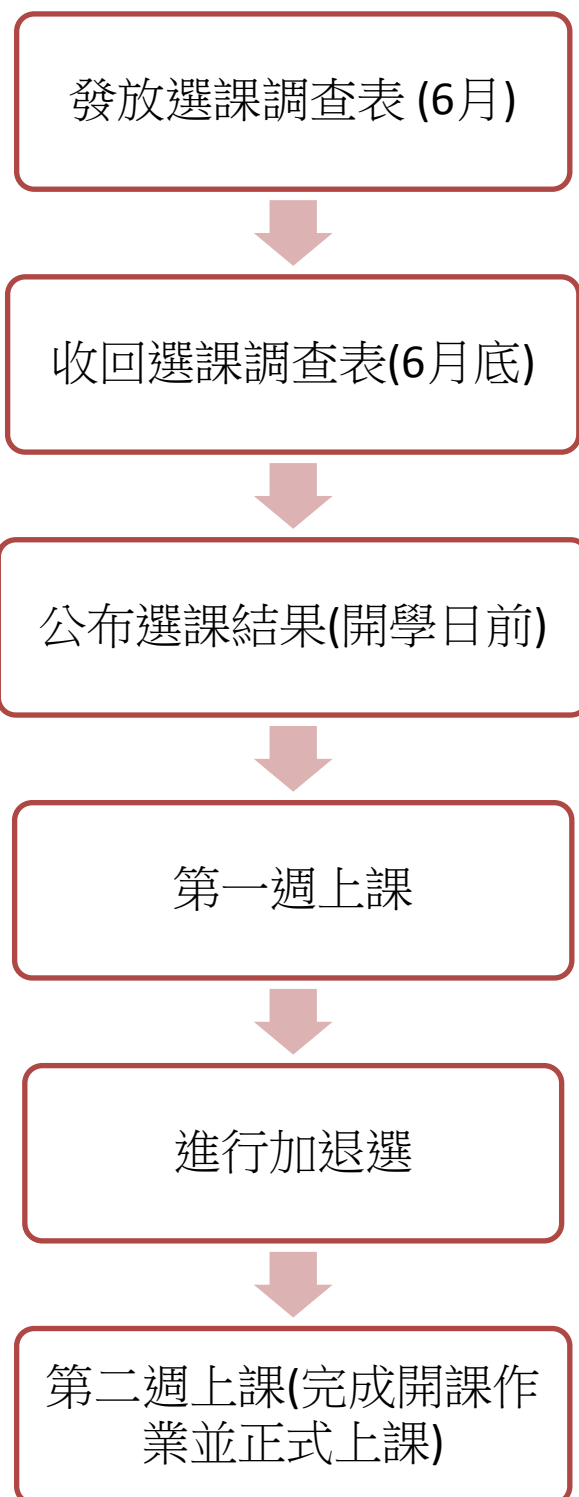 發放選課調查表 (6月)
收回選課調查表(6月底)
公布選課結果(開學日前)
第一週上課
進行加退選
第二週上課(完成開課作
業並正式上課)